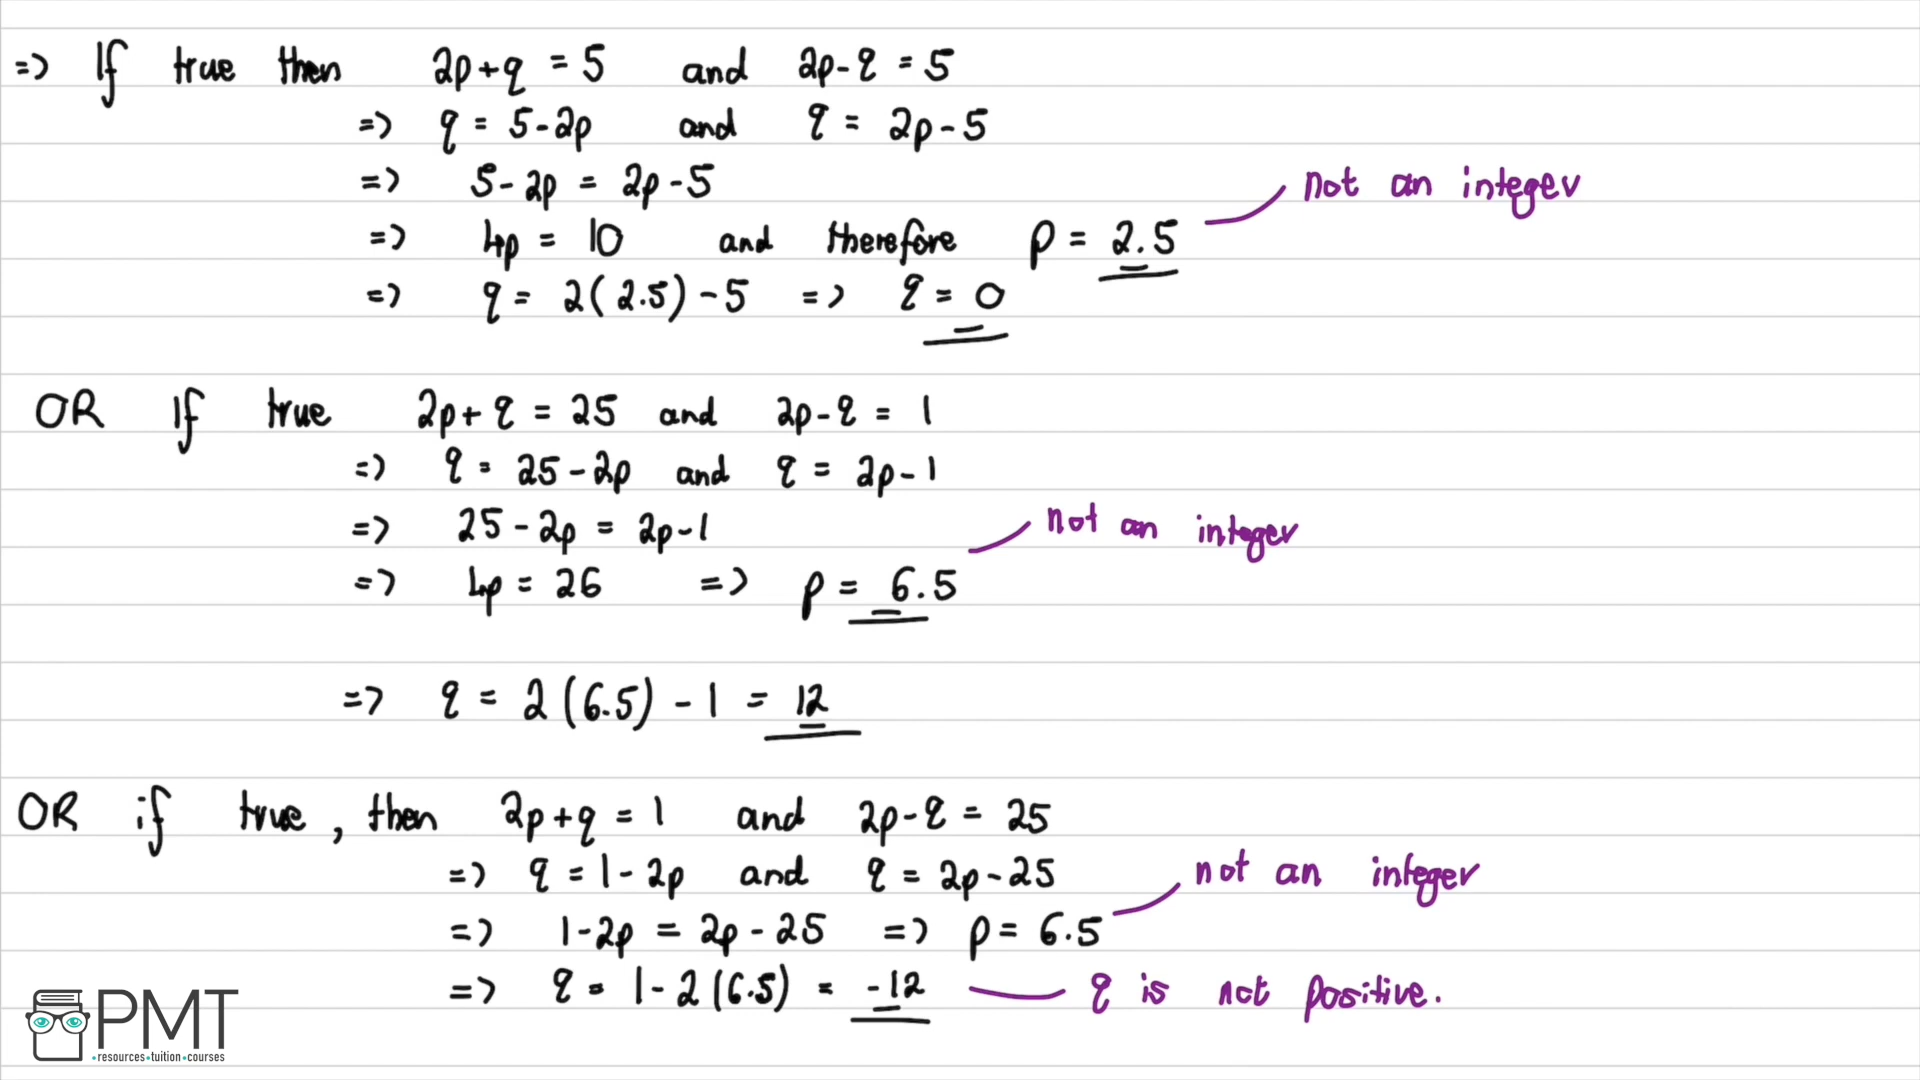 => If true then 2p+q = 5 and 2p-q = 5
=> q = 5-2p and q = 2p-5
=> 5-2p = 2p-5
not an integer
=> 4p = 10 and therefore p = 2.5
=> q = 2(2.5)-5 => q = 0
OR If true 2p+q = 25 and 2p-q = 1
=> q = 25-2p and q = 2p-1
=> 25-2p = 2p-1
not an integer
=> 4p = 26 => p = 6.5
=> q = 2(6.5) - 1 = 12
OR if true, then 2p+q = 1 and 2p-q = 25
=> q = 1-2p and q = 2p-25
not an integer
=> 1-2p = 2p-25 => p = 6.5
=> q = 1-2(6.5) = -12 q is not positive.
PMT
•resources•tuition•courses